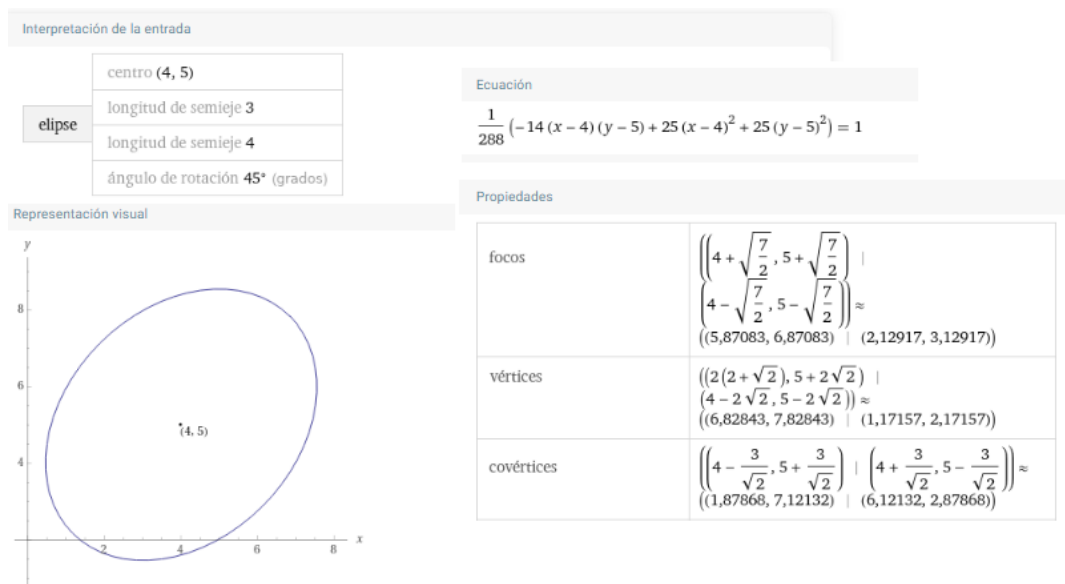 Interpretación de la entrada
elipse
centro (4, 5)
longitud de semieje 3
longitud de semieje 4
ángulo de rotación 45° (grados)
Representación visual
y
8
6
4
(4, 5)
2 4 6 8 x
Ecuación
1/288 (−14 (x − 4) (y − 5) + 25 (x − 4)² + 25 (y − 5)²) = 1
Propiedades
focos
((4 + √(7/2), 5 + √(7/2)) |
(4 − √(7/2), 5 − √(7/2))) ≈
((5,87083, 6,87083) | (2,12917, 3,12917))
vértices
((2 (2 + √2), 5 + 2 √2) |
(4 − 2 √2, 5 − 2 √2)) ≈
((6,82843, 7,82843) | (1,17157, 2,17157))
covértices
((4 − 3/√2, 5 + 3/√2) | (4 + 3/√2, 5 − 3/√2)) ≈
((1,87868, 7,12132) | (6,12132, 2,87868))